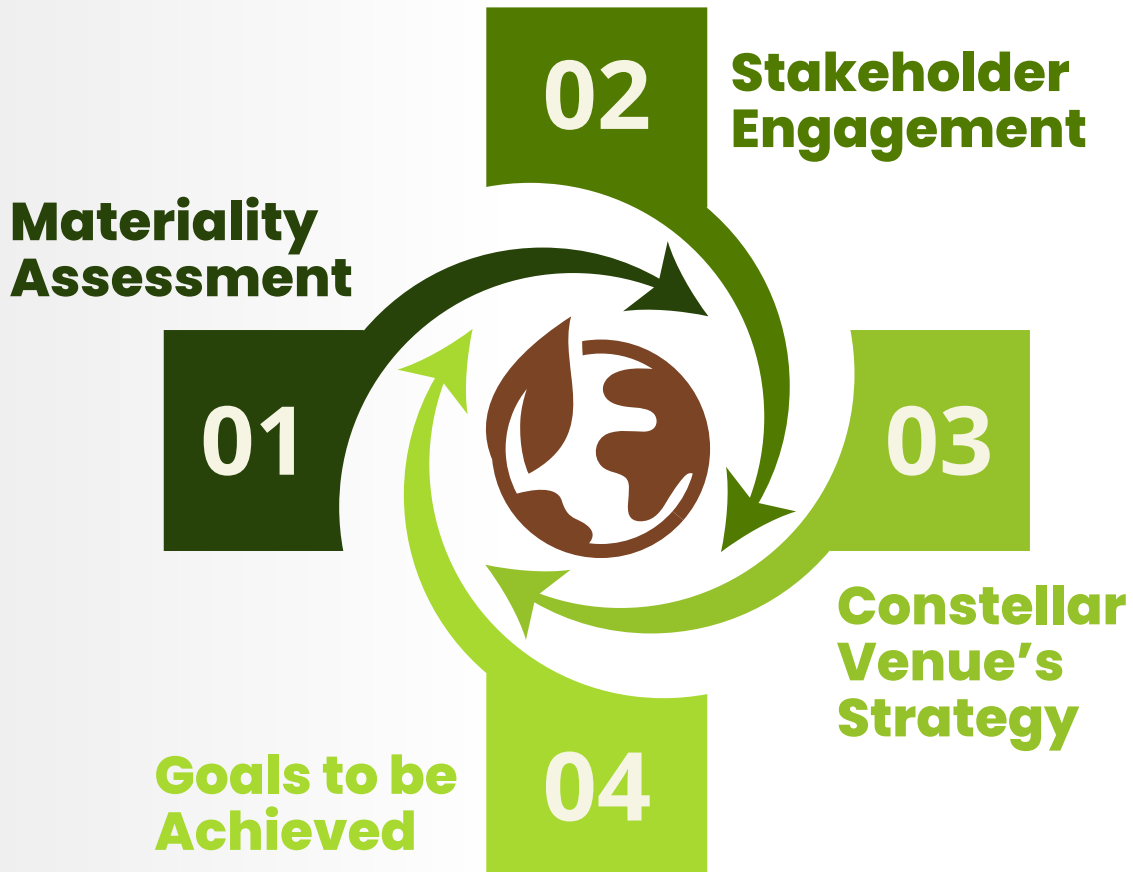 01
Materiality
Assessment
02
Stakeholder
Engagement
03
Constellar
Venue’s
Strategy
04
Goals to be
Achieved